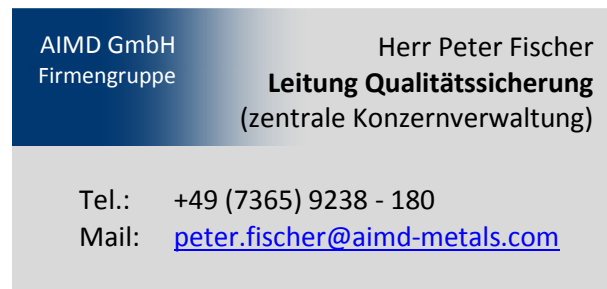 AIMD GmbH
Firmengruppe
Herr Peter Fischer
Leitung Qualitätssicherung
(zentrale Konzernverwaltung)
Tel.: +49 (7365) 9238 - 180
Mail: peter.fischer@aimd-metals.com